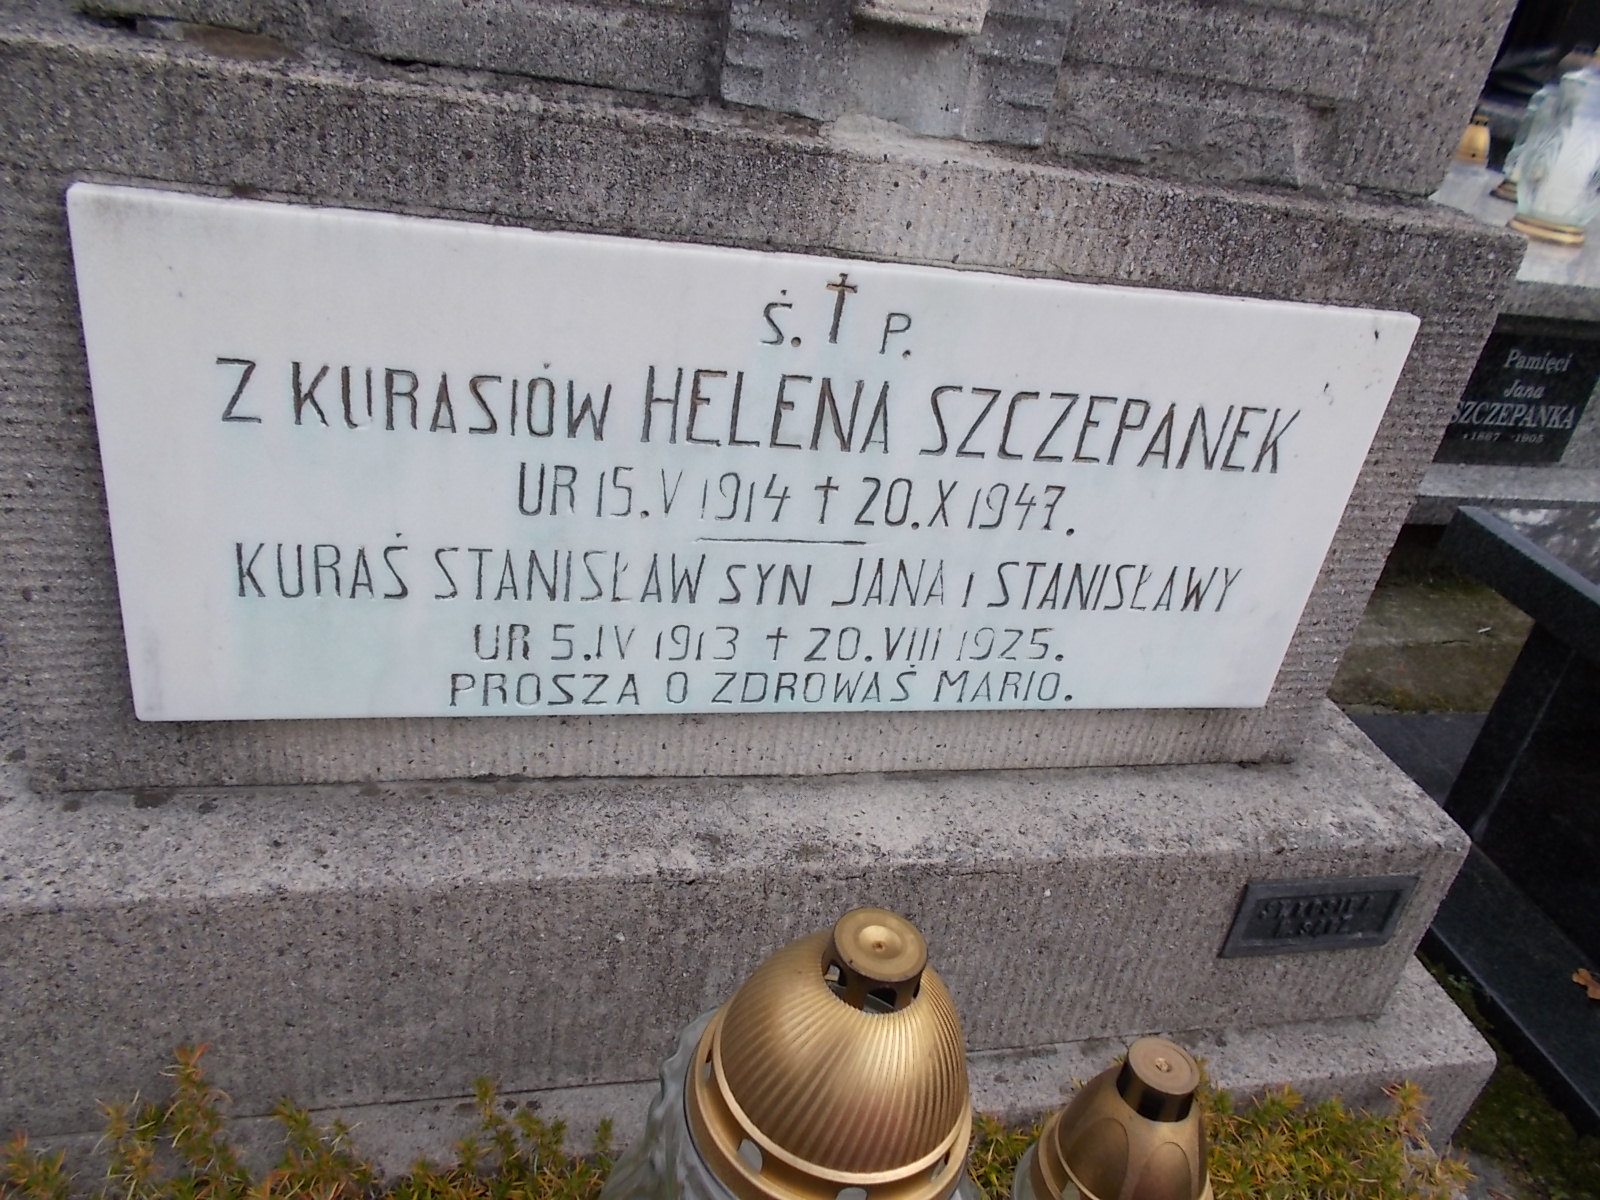 Ś. † P.
Z KURASIÓW HELENA SZCZEPANEK
UR 15.V 1914 † 20.X 1947.
KURAŚ STANISŁAW SYN JANA I STANISŁAWY
UR 5.IV 1913 † 20.VIII 1925.
PROSZA O ZDROWAŚ MARIO.
Pamięci
Jana
SZCZEPANKA